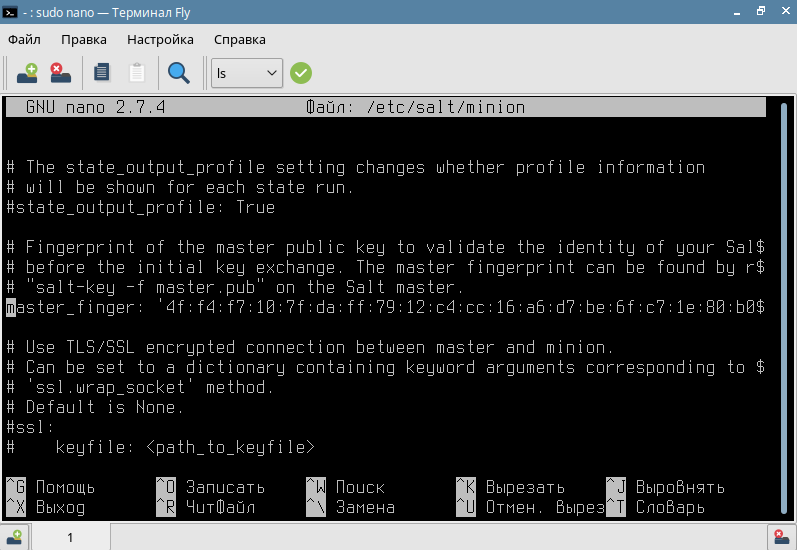 - : sudo nano — Терминал Fly
Файл Правка Настройка Справка
ls
GNU nano 2.7.4 Файл: /etc/salt/minion
# The state_output_profile setting changes whether profile information
# will be shown for each state run.
#state_output_profile: True
# Fingerprint of the master public key to validate the identity of your Sal$
# before the initial key exchange. The master fingerprint can be found by r$
# "salt-key -f master.pub" on the Salt master.
master_finger: '4f:f4:f7:10:7f:da:ff:79:12:c4:cc:16:a6:d7:be:6f:c7:1e:80:b0$
# Use TLS/SSL encrypted connection between master and minion.
# Can be set to a dictionary containing keyword arguments corresponding to $
# 'ssl.wrap_socket' method.
# Default is None.
#ssl:
#    keyfile: <path_to_keyfile>
^G Помощь ^O Записать ^W Поиск ^K Вырезать ^J Выровнять
^X Выход ^R ЧитФайл ^\ Замена ^U Отмен. Вырез ^T Словарь
1